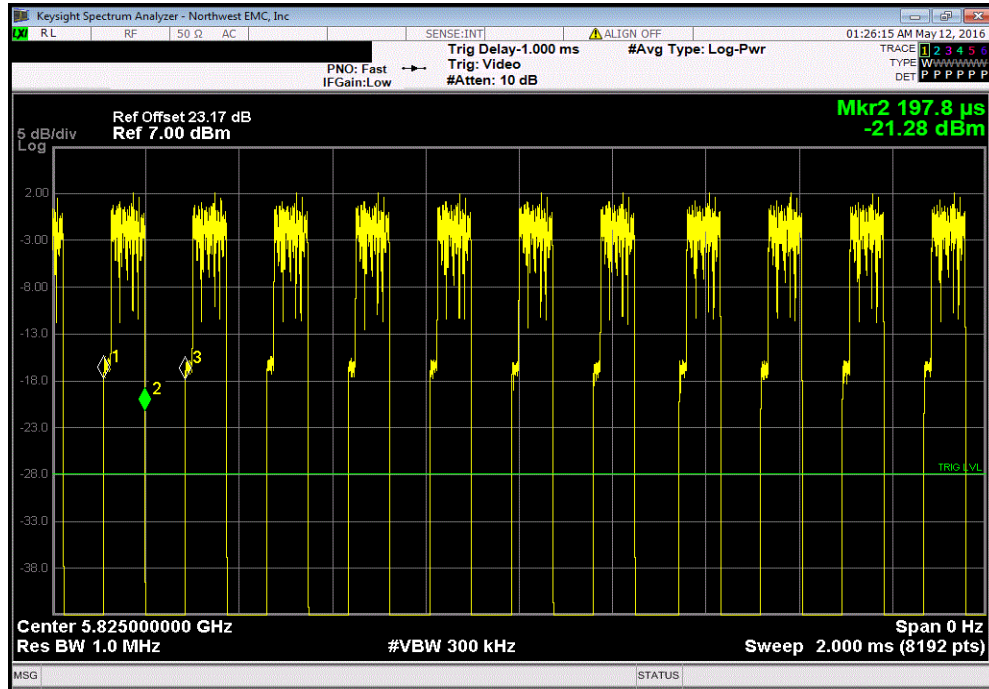 Keysight Spectrum Analyzer - Northwest EMC, Inc
LXI RL RF 50 Ω AC SENSE:INT ALIGN OFF 01:26:15 AM May 12, 2016
Trig Delay-1.000 ms #Avg Type: Log-Pwr TRACE 1 2 3 4 5 6
PNO: Fast Trig: Video TYPE WWWWWW
IFGain:Low #Atten: 10 dB DET P P P P P P
Mkr2 197.8 µs
-21.28 dBm
Ref Offset 23.17 dB
5 dB/div Ref 7.00 dBm
Log
2.00
-3.00
-8.00
-13.0
1 3
-18.0
2
-23.0
-28.0
TRIG LVL
-33.0
-38.0
Center 5.825000000 GHz Span 0 Hz
Res BW 1.0 MHz #VBW 300 kHz Sweep 2.000 ms (8192 pts)
MSG STATUS